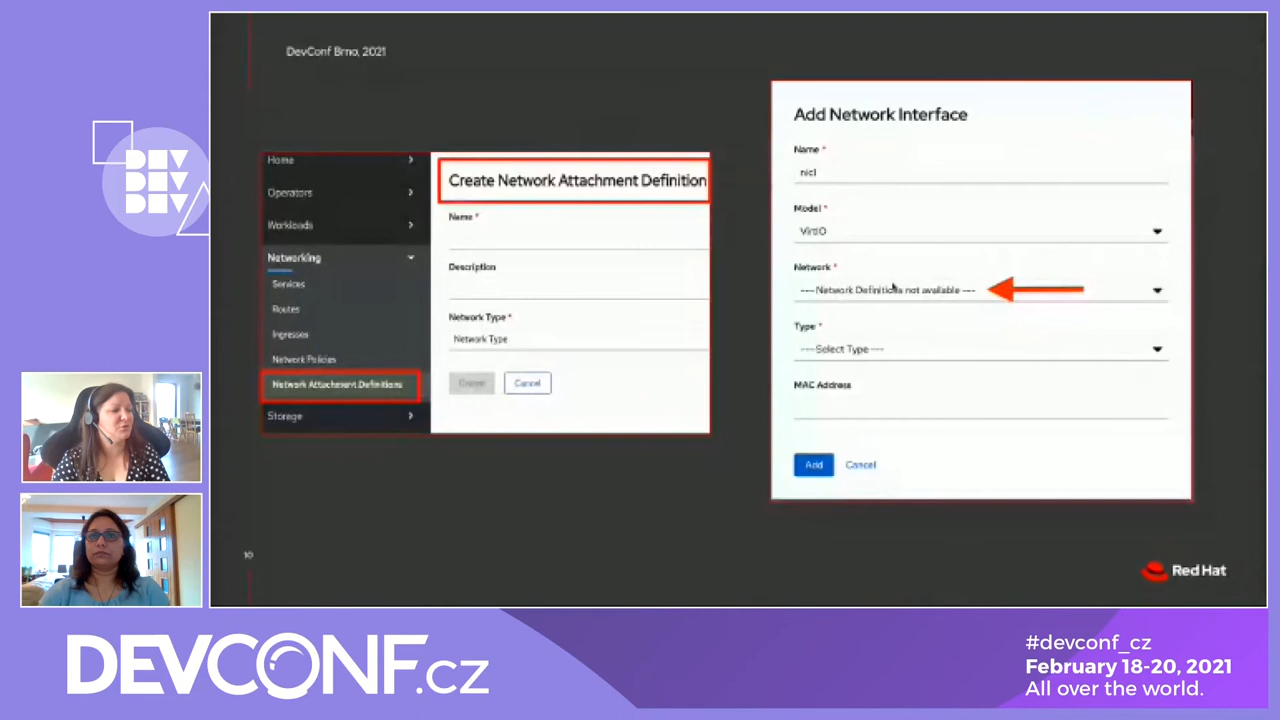 DevConf Brno, 2021
DEV
DEV
DEV
Home
Operators
Workloads
Networking
Services
Routes
Ingresses
Network Policies
Network Attachment Definitions
Storage
Create Network Attachment Definition
Name *
Description
Network Type *
Network Type
Create
Cancel
Add Network Interface
Name *
nic1
Model *
VirtIO
Network *
--- Network Definitions not available ---
Type *
---Select Type ---
MAC Address
Add
Cancel
10
Red Hat
DEVCONF.cz
#devconf_cz
February 18-20, 2021
All over the world.